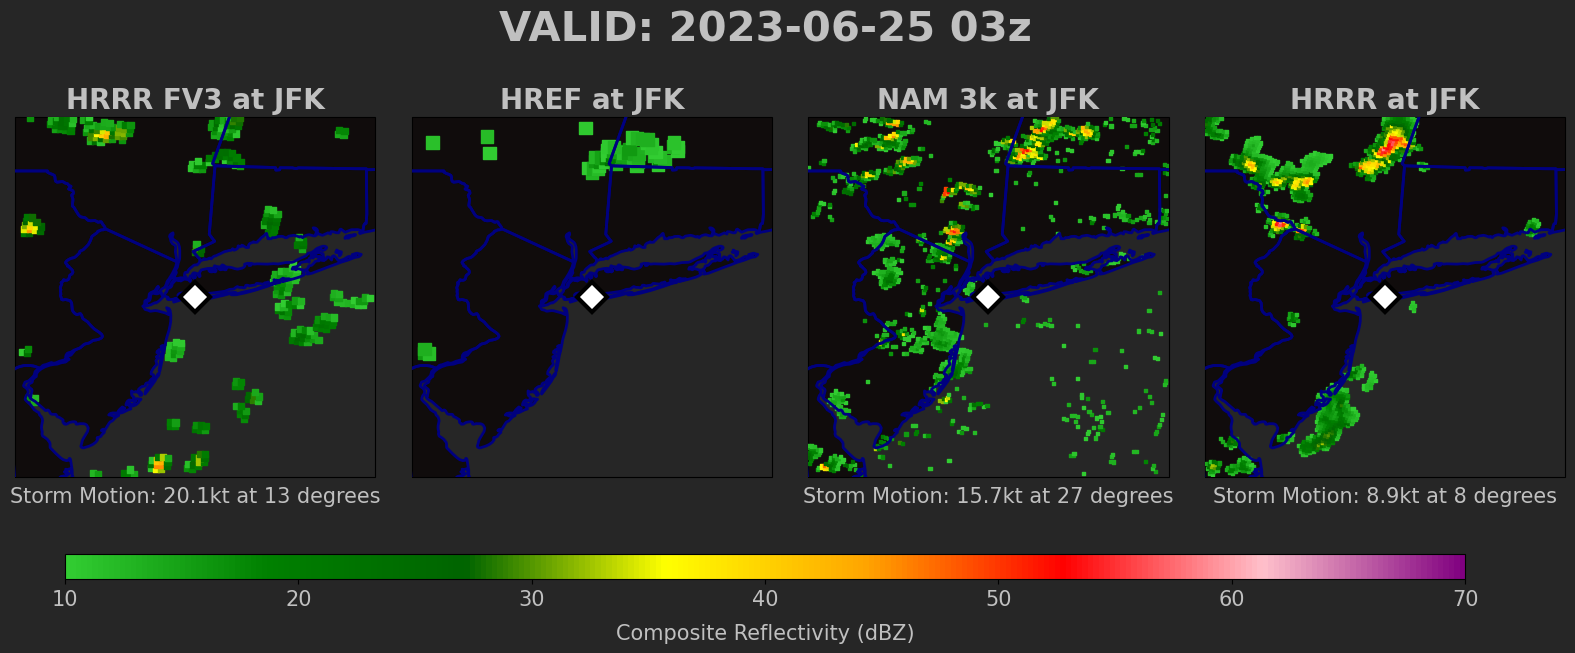 VALID: 2023-06-25 03z
HRRR FV3 at JFK
HREF at JFK
NAM 3k at JFK
HRRR at JFK
Storm Motion: 20.1kt at 13 degrees
Storm Motion: 15.7kt at 27 degrees
Storm Motion: 8.9kt at 8 degrees
10 20 30 40 50 60 70
Composite Reflectivity (dBZ)